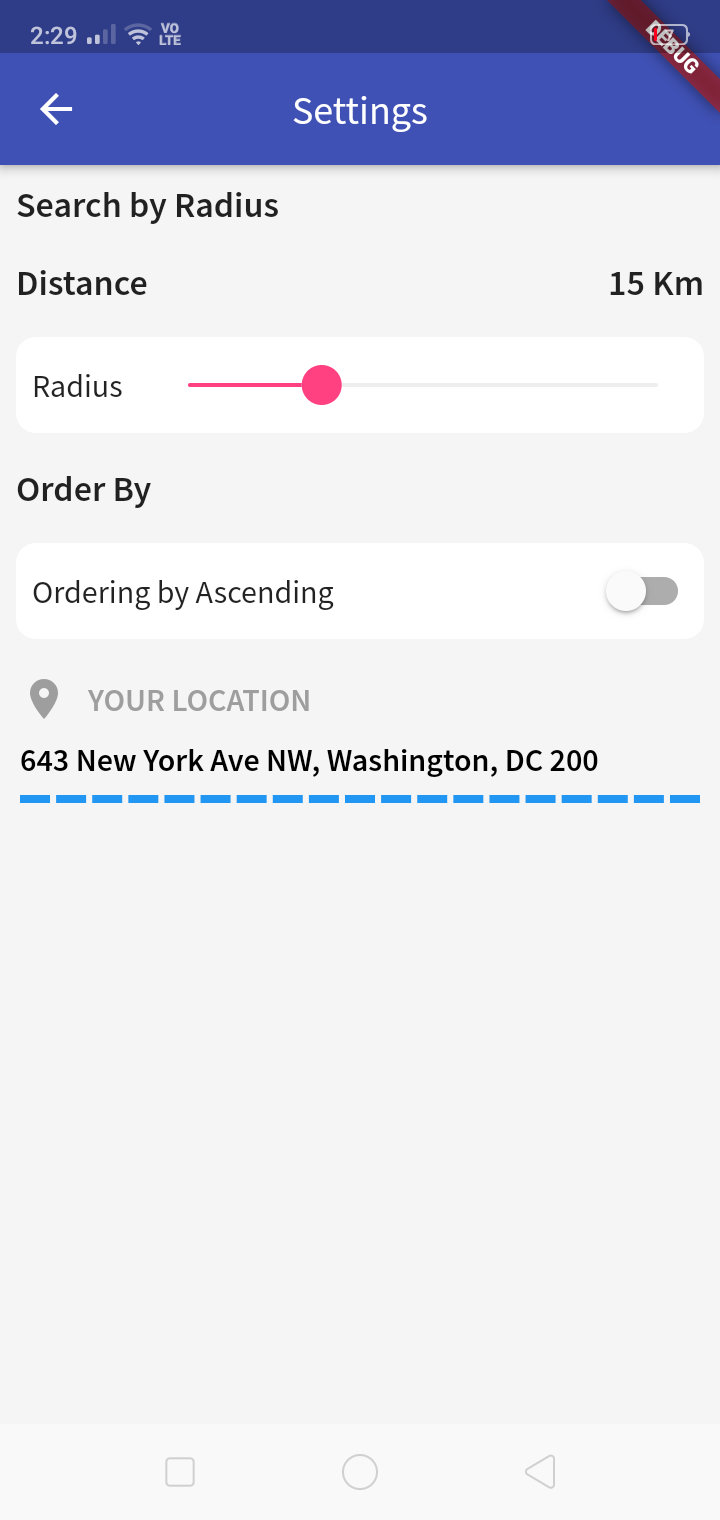 2:29 VO LTE
DEBUG
Settings
Search by Radius
Distance 15 Km
Radius
Order By
Ordering by Ascending
YOUR LOCATION
643 New York Ave NW, Washington, DC 200